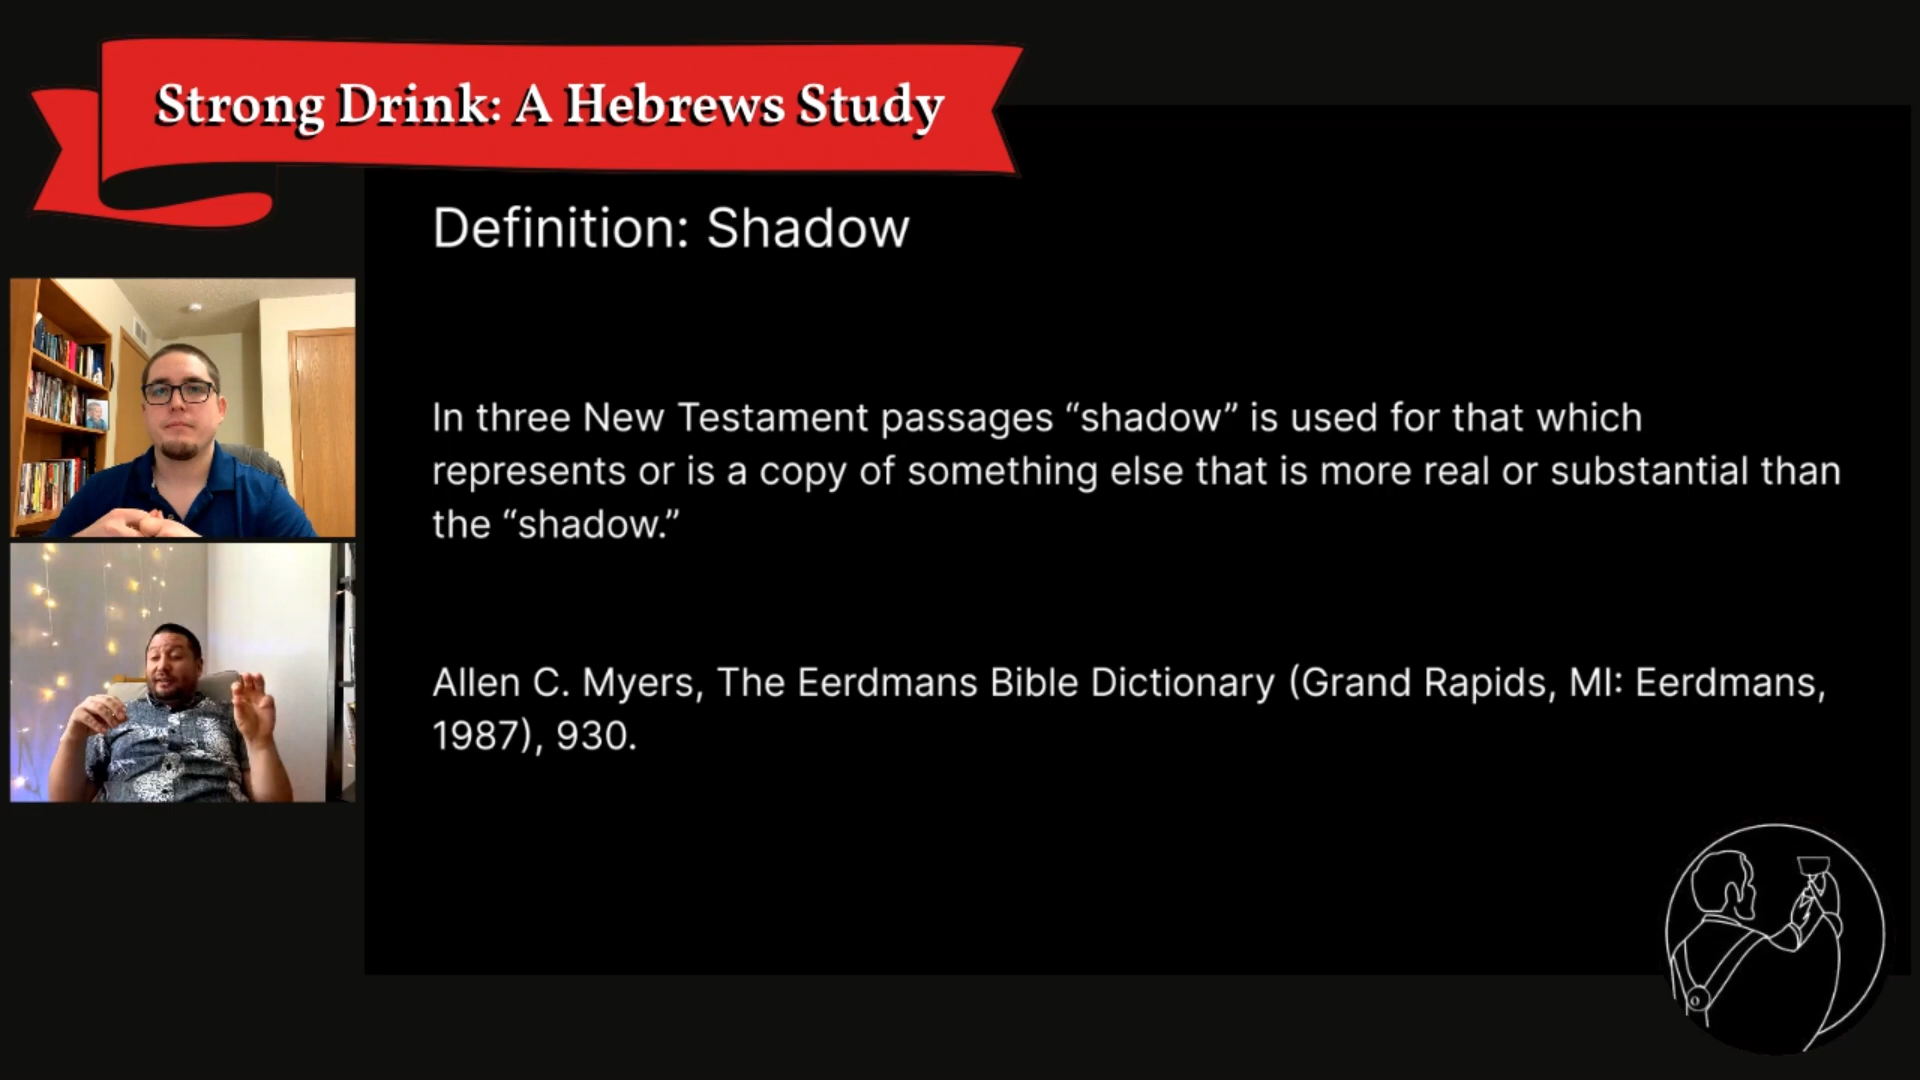 Strong Drink: A Hebrews Study
Definition: Shadow
In three New Testament passages “shadow” is used for that which
represents or is a copy of something else that is more real or substantial than
the “shadow.”
Allen C. Myers, The Eerdmans Bible Dictionary (Grand Rapids, MI: Eerdmans,
1987), 930.